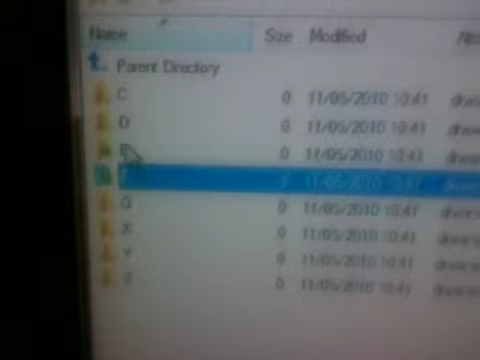 Name Size Modified
Parent Directory
C 0 11/05/2010 10:41
D 0 11/05/2010 10:41
E 0 11/05/2010 10:41
11/05/2010 10:41
G 0 11/05/2010 10:41
X 0 11/05/2010 10:41
Y 0 11/05/2010 10:41
Z 0 11/05/2010 10:41